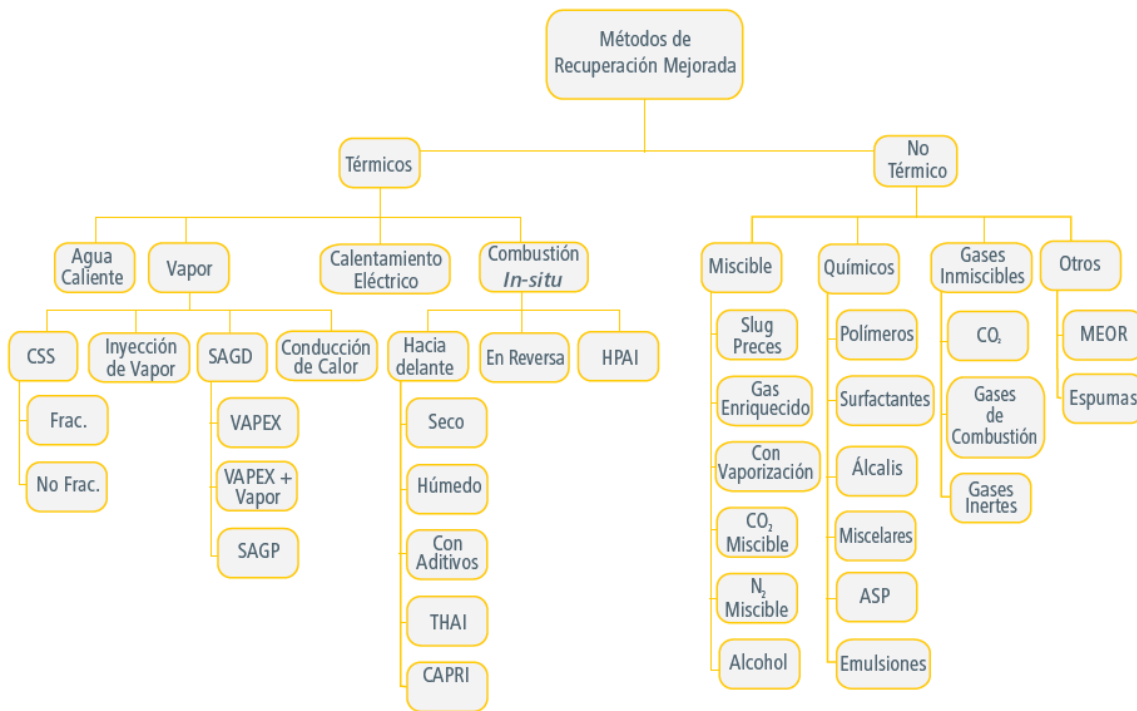 Métodos de
Recuperación Mejorada
Térmicos
No
Térmico
Agua
Caliente
Vapor
Calentamiento
Eléctrico
Combustión
In-situ
Miscible
Químicos
Gases
Inmiscibles
Otros
CSS
Inyección
de Vapor
SAGD
Conducción
de Calor
Hacia
delante
En Reversa
HPAI
Slug
Preces
Polímeros
CO₂
MEOR
Frac.
VAPEX
Seco
Gas
Enriquecido
Surfactantes
Gases
de
Combustión
Espumas
No Frac.
VAPEX +
Vapor
Húmedo
Con
Vaporización
Álcalis
Gases
Inertes
SAGP
Con
Aditivos
CO₂
Miscible
Miscelares
THAI
N₂
Miscible
ASP
CAPRI
Alcohol
Emulsiones